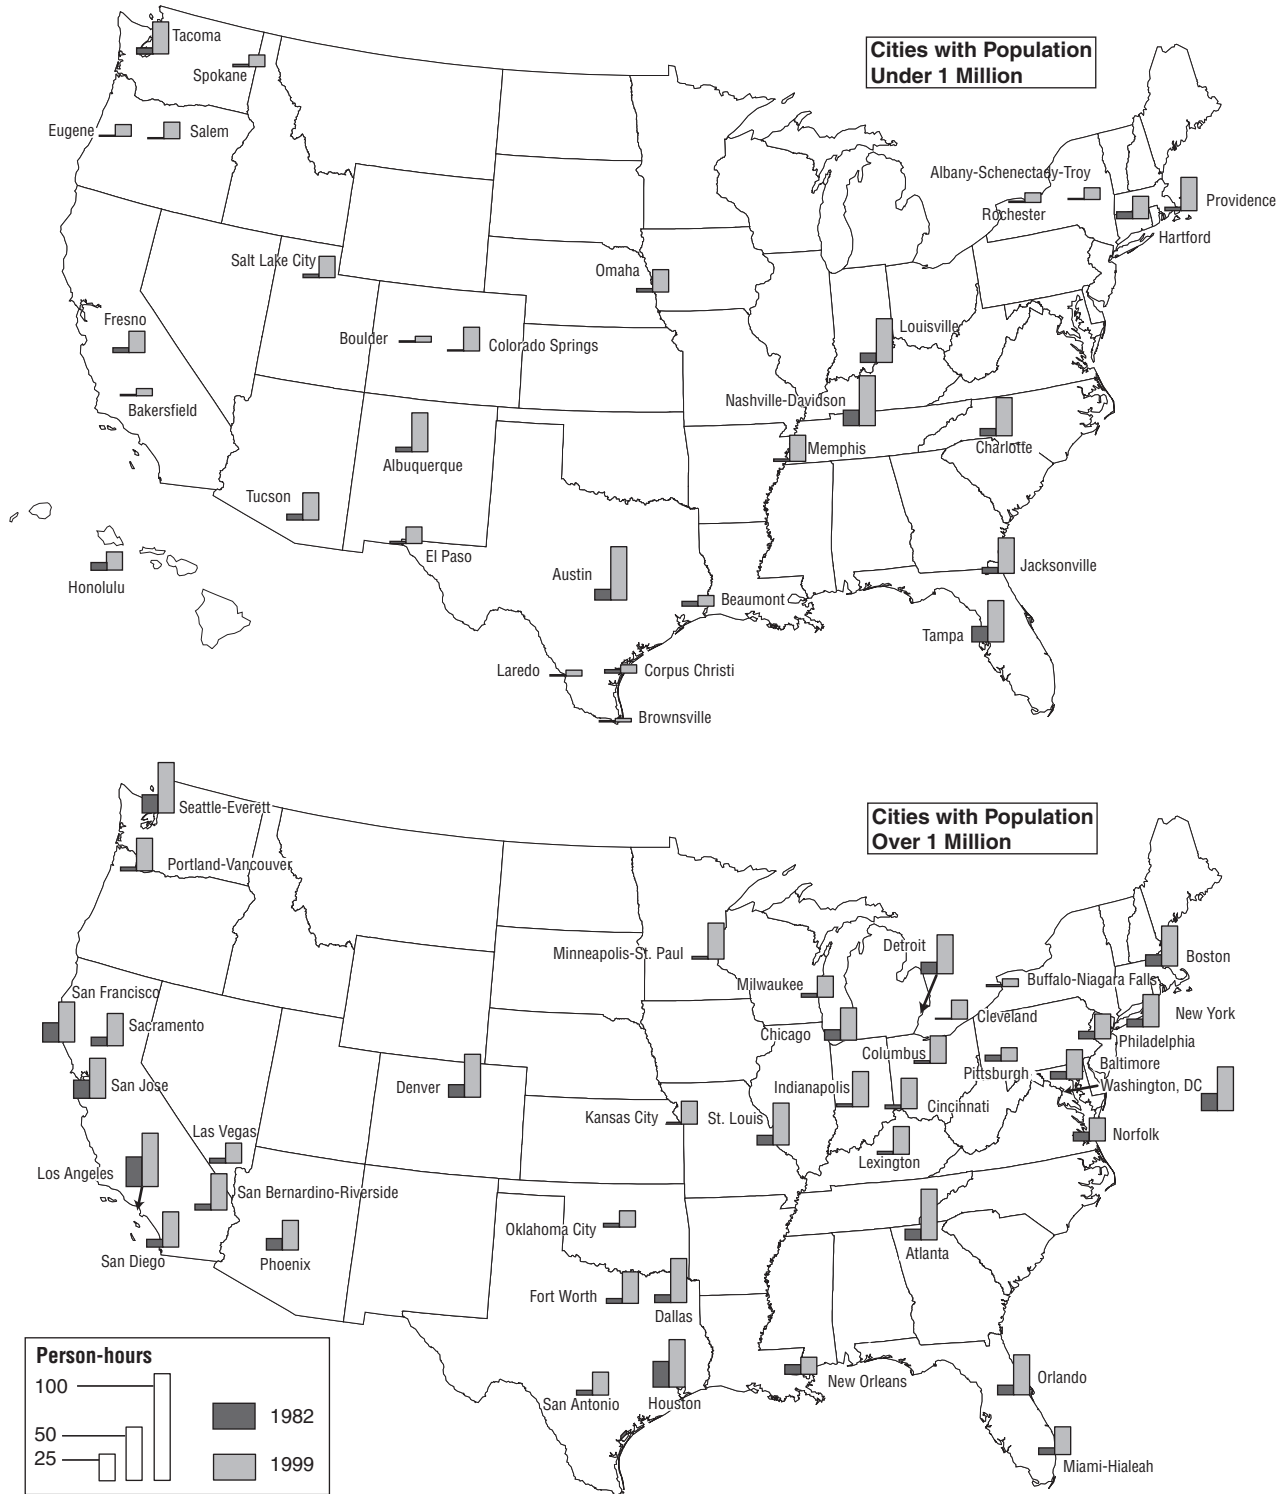 Cities with Population
Under 1 Million
Tacoma
Spokane
Eugene
Salem
Albany-Schenectady-Troy
Rochester
Providence
Hartford
Salt Lake City
Omaha
Fresno
Boulder
Colorado Springs
Louisville
Bakersfield
Nashville-Davidson
Albuquerque
Memphis
Charlotte
Tucson
El Paso
Honolulu
Austin
Beaumont
Jacksonville
Tampa
Laredo
Corpus Christi
Brownsville
Cities with Population
Over 1 Million
Seattle-Everett
Portland-Vancouver
Minneapolis-St. Paul
Detroit
Boston
Milwaukee
Buffalo-Niagara Falls
San Francisco
Sacramento
Chicago
Cleveland
New York
Columbus
Philadelphia
Pittsburgh
Baltimore
San Jose
Denver
Indianapolis
Washington, DC
Kansas City
St. Louis
Cincinnati
Las Vegas
Norfolk
Los Angeles
Lexington
San Bernardino-Riverside
Oklahoma City
San Diego
Phoenix
Atlanta
Fort Worth
Dallas
New Orleans
Orlando
San Antonio
Houston
Miami-Hialeah
Person-hours
100
50
25
1982
1999